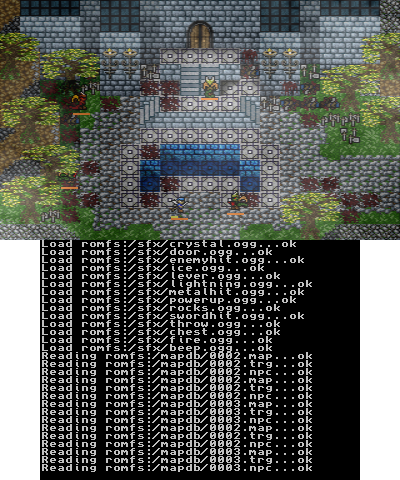 Load romfs:/sfx/crystal.ogg...ok
Load romfs:/sfx/door.ogg...ok
Load romfs:/sfx/enemyhit.ogg...ok
Load romfs:/sfx/ice.ogg...ok
Load romfs:/sfx/lever.ogg...ok
Load romfs:/sfx/lightning.ogg...ok
Load romfs:/sfx/metalhit.ogg...ok
Load romfs:/sfx/powerup.ogg...ok
Load romfs:/sfx/rocks.ogg...ok
Load romfs:/sfx/swordhit.ogg...ok
Load romfs:/sfx/throw.ogg...ok
Load romfs:/sfx/chest.ogg...ok
Load romfs:/sfx/fire.ogg...ok
Load romfs:/sfx/beep.ogg...ok
Reading romfs:/mapdb/0002.map...ok
Reading romfs:/mapdb/0002.trg...ok
Reading romfs:/mapdb/0002.npc...ok
Reading romfs:/mapdb/0002.map...ok
Reading romfs:/mapdb/0002.trg...ok
Reading romfs:/mapdb/0002.npc...ok
Reading romfs:/mapdb/0003.map...ok
Reading romfs:/mapdb/0003.trg...ok
Reading romfs:/mapdb/0003.npc...ok
Reading romfs:/mapdb/0002.map...ok
Reading romfs:/mapdb/0002.trg...ok
Reading romfs:/mapdb/0002.npc...ok
Reading romfs:/mapdb/0003.map...ok
Reading romfs:/mapdb/0003.trg...ok
Reading romfs:/mapdb/0003.npc...ok